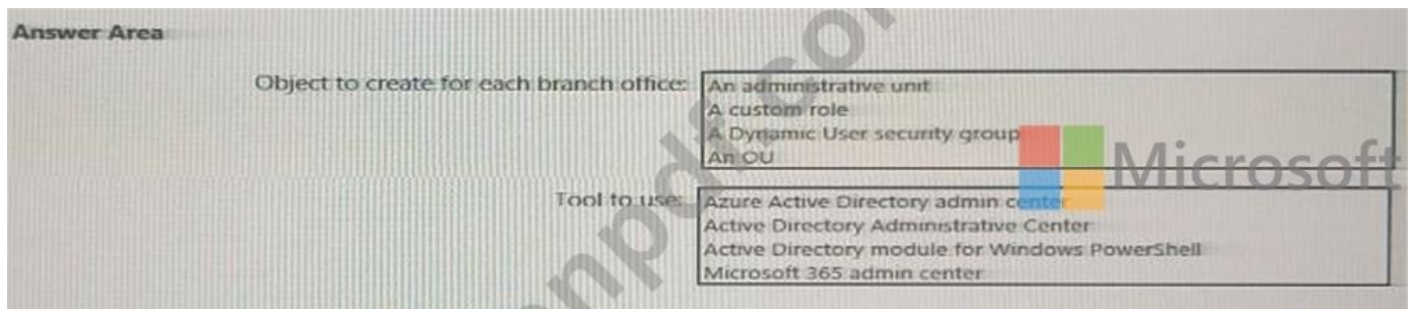 Answer Area
Object to create for each branch office:
An administrative unit
A custom role
A Dynamic User security group
An OU
Microsoft
Tool to use:
Azure Active Directory admin center
Active Directory Administrative Center
Active Directory module for Windows PowerShell
Microsoft 365 admin center